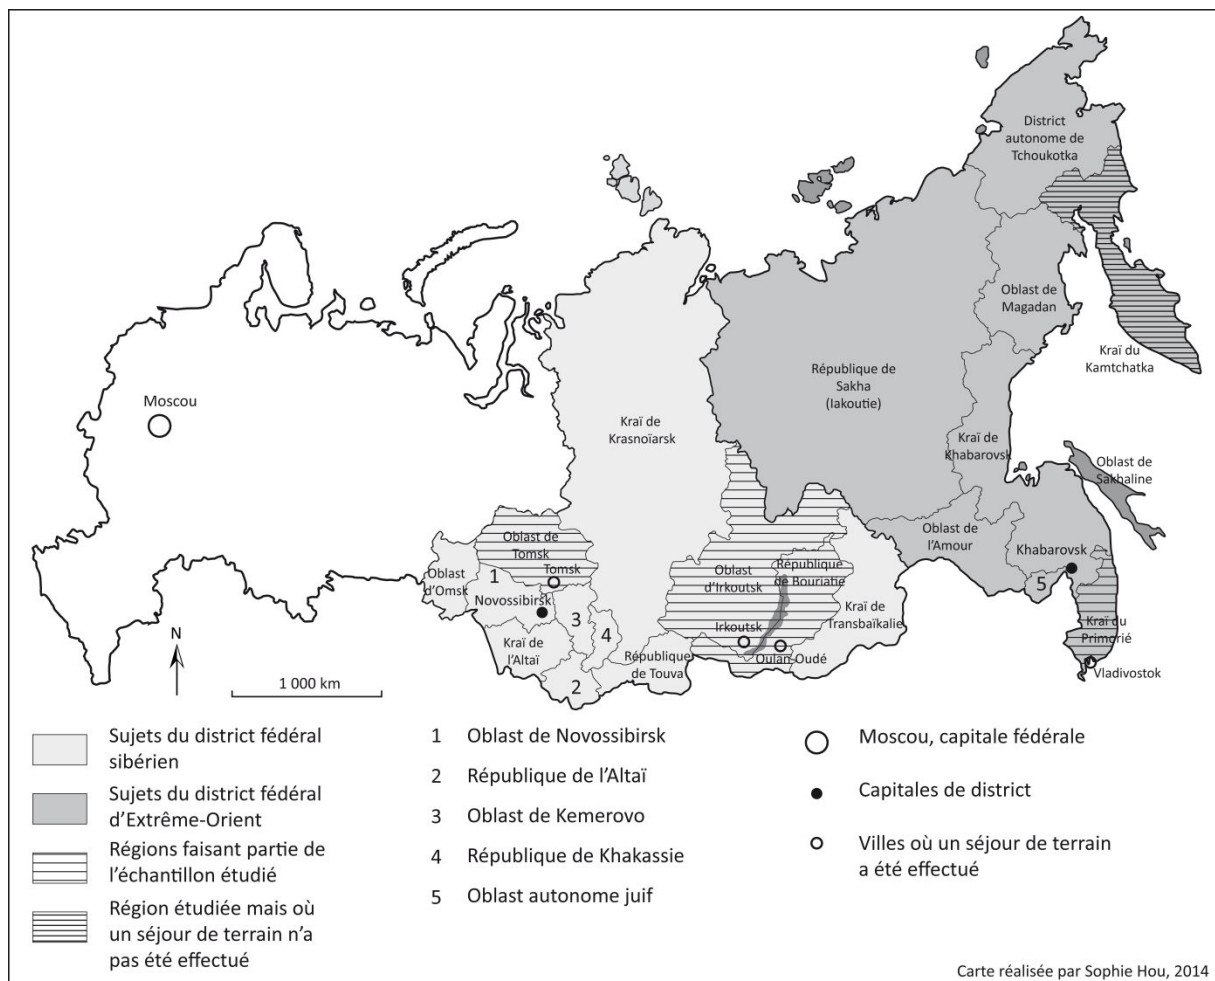 District
autonome de
Tchoukotka
Oblast de
Magadan
Kraï du
Kamtchatka
République de
Sakha
(Iakoutie)
Moscou
Kraï de
Krasnoïarsk
Kraï de
Khabarovsk
Oblast de
Sakhaline
Oblast de
l'Amour
Khabarovsk
5
Oblast de
Tomsk
Tomsk
Oblast
d'Omsk
1
Novossibirsk
3
4
Kraï de
l'Altaï
2
République
de Touva
Oblast
d'Irkoutsk
République
de Bouriatie
Irkoutsk
Oulan-Oudé
Kraï de
Transbaïkalie
Kraï du
Primorié
Vladivostok
N
1 000 km
Sujets du district fédéral
sibérien
Sujets du district fédéral
d'Extrême-Orient
Régions faisant partie de
l'échantillon étudié
Région étudiée mais où
un séjour de terrain n'a
pas été effectué
1 Oblast de Novossibirsk
2 République de l'Altaï
3 Oblast de Kemerovo
4 République de Khakassie
5 Oblast autonome juif
Moscou, capitale fédérale
Capitales de district
Villes où un séjour de terrain
a été effectué
Carte réalisée par Sophie Hou, 2014